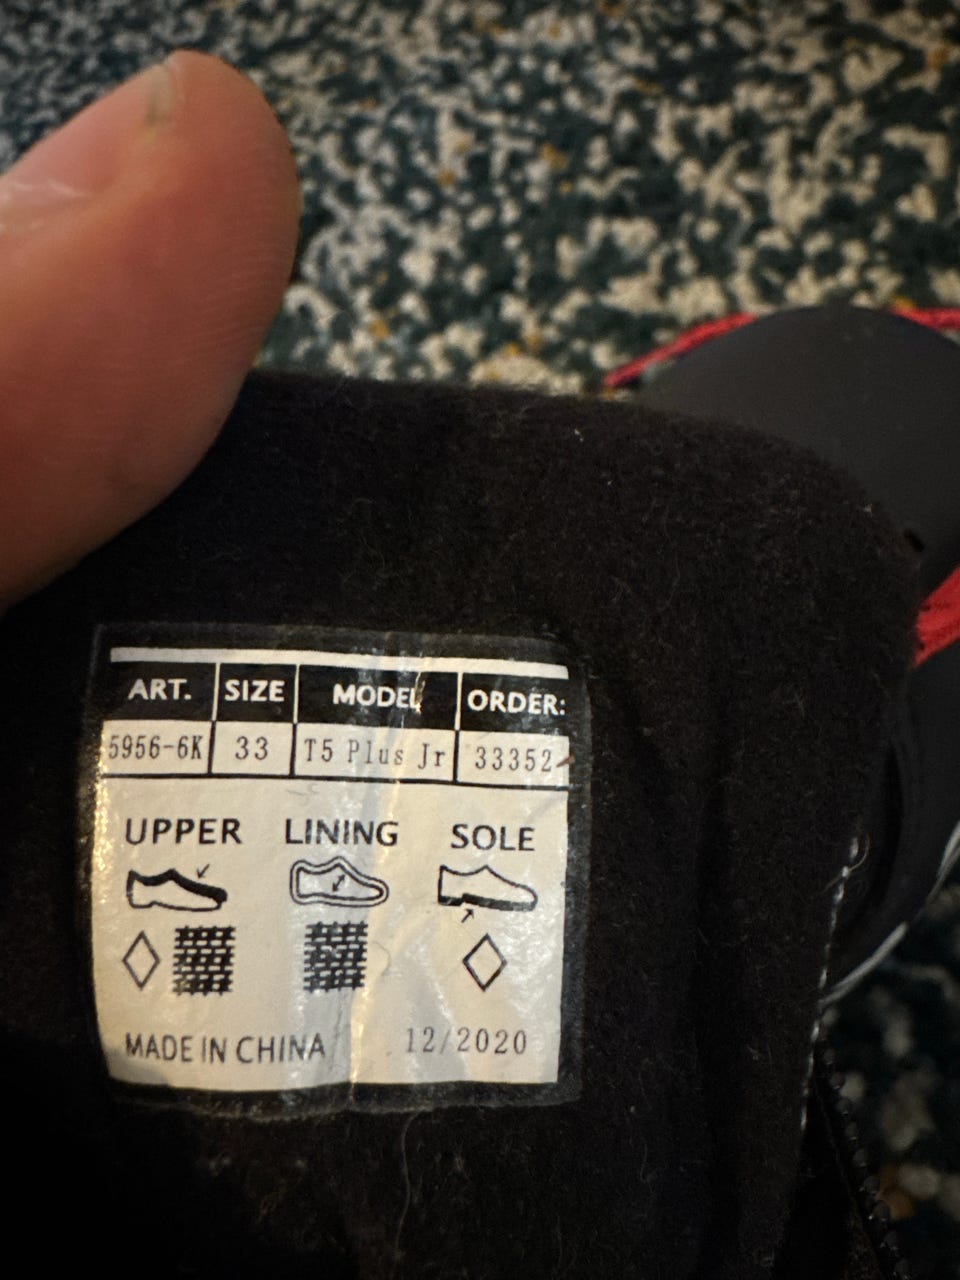 ART. SIZE MODEL ORDER:
5956-6K 33 T5 Plus Jr 33352
UPPER LINING SOLE
MADE IN CHINA 12/2020